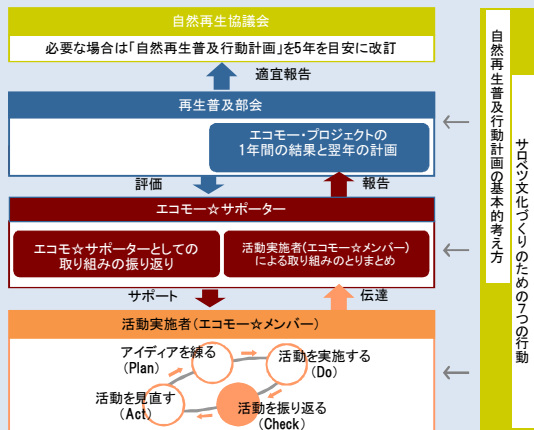 自然再生協議会
必要な場合は「自然再生普及行動計画」を5年を目安に改訂
適宜報告
再生普及部会
エコモー・プロジェクトの
1年間の結果と翌年の計画
評価
報告
エコモー☆サポーター
エコモ☆サポーターとしての
取り組みの振り返り
活動実施者(エコモー☆メンバー)
による取り組みのとりまとめ
サポート
伝達
活動実施者(エコモー☆メンバー)
アイディアを練る
(Plan)
活動を実施する
(Do)
活動を見直す
(Act)
活動を振り返る
(Check)
自然再生普及行動計画の基本的考え方
サロベツ文化づくりのための7つの行動